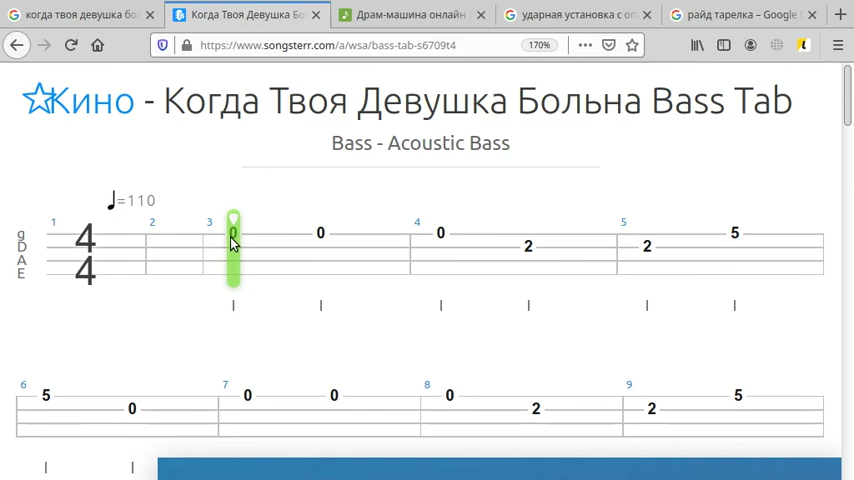 когда твоя девушка бол
Когда Твоя Девушка Бо
Драм-машина онлайн
ударная установка с оп
райд тарелка – Google
https://www.songsterr.com/a/wsa/bass-tab-s6709t4
170%
Кино - Когда Твоя Девушка Больна Bass Tab
Bass - Acoustic Bass
=110
1 2 3 4 5
g 0 0 0 5
D 4 2 2
A
E 4
6 7 8 9
5 0 0 0 5
0 2 2